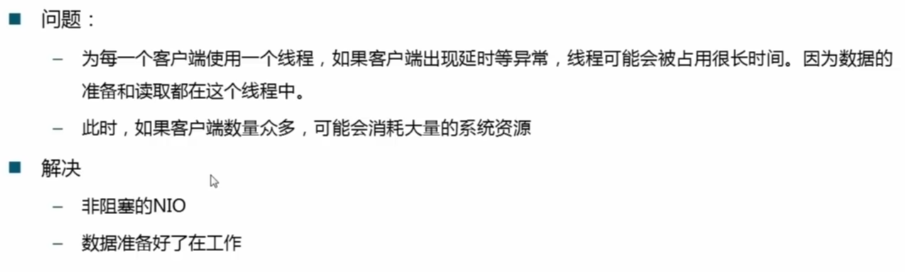 问题：
– 为每一个客户端使用一个线程，如果客户端出现延时等异常，线程可能会被占用很长时间。因为数据的
准备和读取都在这个线程中。
– 此时，如果客户端数量众多，可能会消耗大量的系统资源
解决
– 非阻塞的NIO
– 数据准备好了在工作